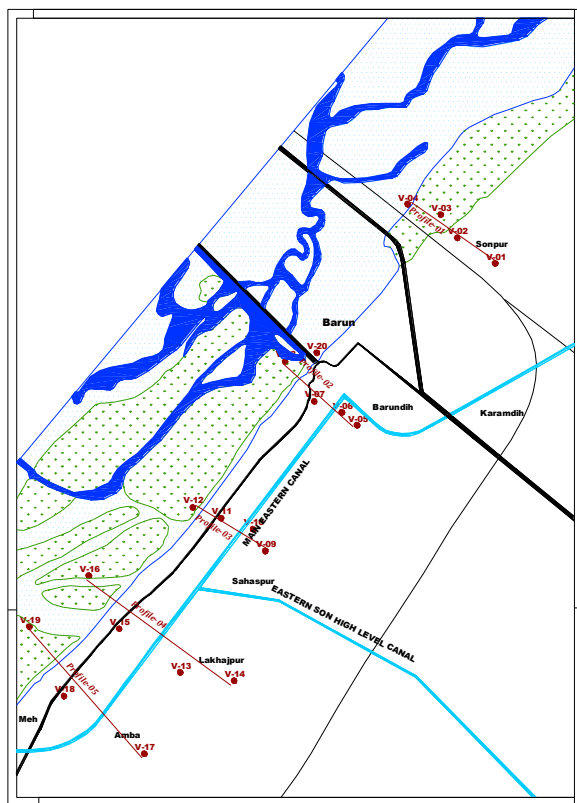 V-04
V-03
Profile-01
V-02
Sonpur
V-01
Barun
V-20
Profile-02
V-07
V-06
Barundih
Karamdih
V-05
V-12
V-11
Profile-03
MAIN EASTERN CANAL
V-09
V-16
Sahaspur
EASTERN SON HIGH LEVEL CANAL
V-19
Profile-04
V-15
Lakhajpur
Profile-05
V-13
V-14
V-18
Meh
Amba
V-17